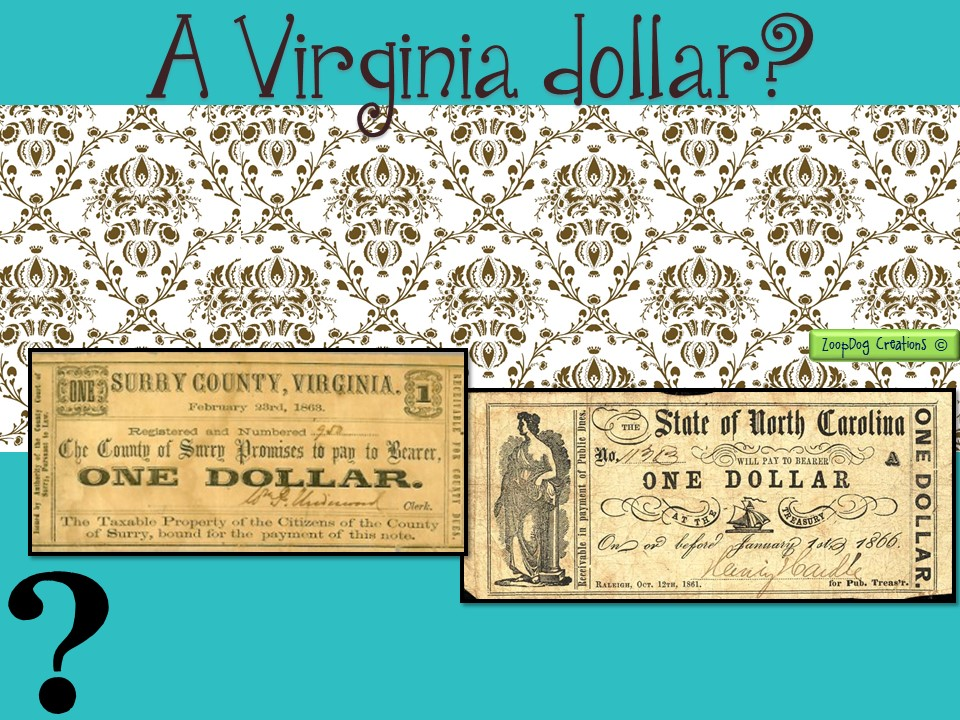 A Virginia dollar?
ZoopDog Creations ©
ONE
SURRY COUNTY, VIRGINIA.
1
February 23rd, 1863.
Registered and Numbered 950
The County of Surry Promises to pay to Bearer,
ONE DOLLAR.
Wm. P. Underwood
Clerk.
The Taxable Property of the Citizens of the County
of Surry, bound for the payment of this note.
Issued by Authority of the County Court of
Surry, Pursuant to Law.
RECEIVABLE FOR COUNTY DUES.
THE State of North Carolina
No. 11313
WILL PAY TO BEARER
A
ONE DOLLAR
AT THE TREASURY
On or before January 1st 1866.
RALEIGH, OCT. 12TH, 1861.
for Pub. Treas'r.
Receivable in payment of Public Dues.
ONE DOLLAR.
?